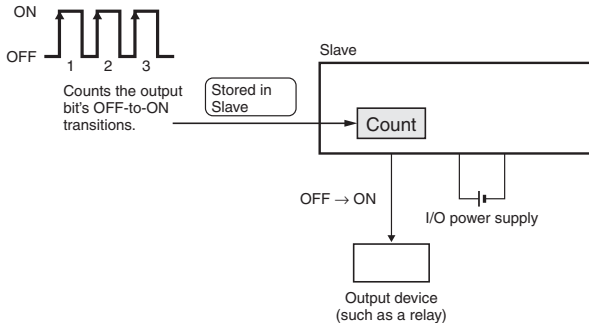 ON
OFF
1 2 3
Counts the output
bit's OFF-to-ON
transitions.
Stored in
Slave
Slave
Count
OFF → ON
I/O power supply
Output device
(such as a relay)